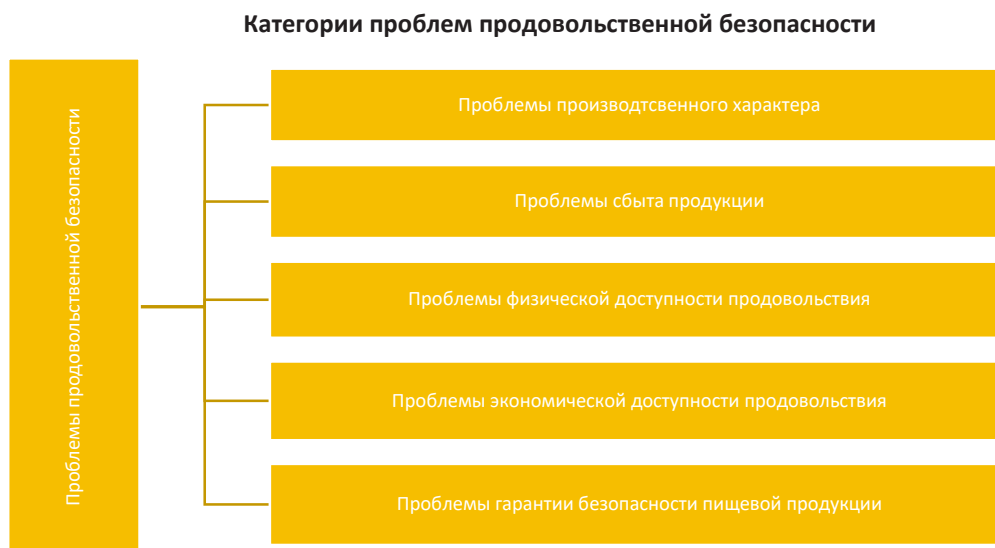 Категории проблем продовольственной безопасности
Проблемы продовольственной безопасности
Проблемы производтсвенного характера
Проблемы сбыта продукции
Проблемы физической доступности продовольствия
Проблемы экономической доступности продовольствия
Проблемы гарантии безопасности пищевой продукции